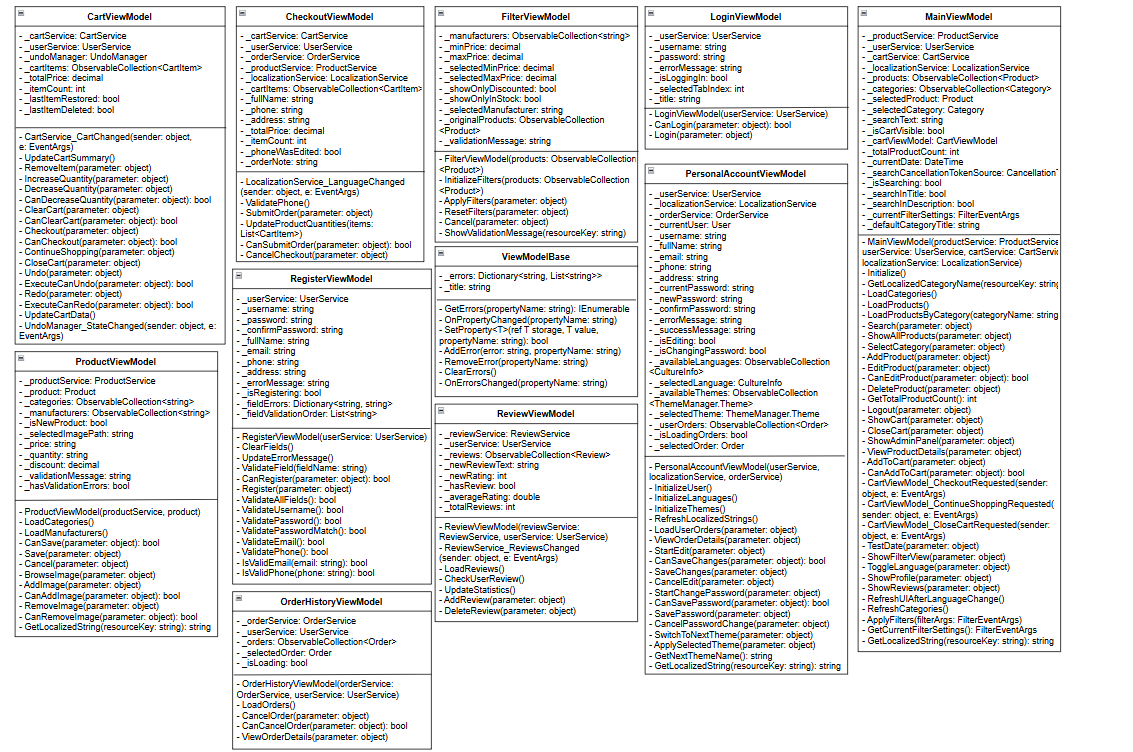 CartViewModel
- _cartService: CartService
- _userService: UserService
- _undoManager: UndoManager
- _cartItems: ObservableCollection<CartItem>
- _totalPrice: decimal
- _itemCount: int
- _lastItemRestored: bool
- _lastItemDeleted: bool
- CartService_CartChanged(sender: object,
e: EventArgs)
- UpdateCartSummary()
- RemoveItem(parameter: object)
- IncreaseQuantity(parameter: object)
- DecreaseQuantity(parameter: object)
- CanDecreaseQuantity(parameter: object): bool
- ClearCart(parameter: object)
- CanClearCart(parameter: object): bool
- Checkout(parameter: object)
- CanCheckout(parameter: object): bool
- ContinueShopping(parameter: object)
- CloseCart(parameter: object)
- Undo(parameter: object)
- ExecuteCanUndo(parameter: object): bool
- Redo(parameter: object)
- ExecuteCanRedo(parameter: object): bool
- UpdateCartData()
- UndoManager_StateChanged(sender: object, e:
EventArgs)
ProductViewModel
- _productService: ProductService
- _product: Product
- _categories: ObservableCollection<string>
- _manufacturers: ObservableCollection<string>
- _isNewProduct: bool
- _selectedImagePath: string
- _price: string
- _quantity: string
- _discount: decimal
- _validationMessage: string
- _hasValidationErrors: bool
- ProductViewModel(productService, product)
- LoadCategories()
- LoadManufacturers()
- CanSave(parameter: object): bool
- Save(parameter: object)
- Cancel(parameter: object)
- BrowseImage(parameter: object)
- AddImage(parameter: object)
- CanAddImage(parameter: object): bool
- RemoveImage(parameter: object)
- CanRemoveImage(parameter: object): bool
- GetLocalizedString(resourceKey: string): string
CheckoutViewModel
- _cartService: CartService
- _userService: UserService
- _orderService: OrderService
- _productService: ProductService
- _localizationService: LocalizationService
- _cartItems: ObservableCollection<CartItem>
- _fullName: string
- _phone: string
- _address: string
- _totalPrice: decimal
- _itemCount: int
- _phoneWasEdited: bool
- _orderNote: string
- LocalizationService_LanguageChanged
(sender: object, e: EventArgs)
- ValidatePhone()
- SubmitOrder(parameter: object)
- UpdateProductQuantities(items:
List<CartItem>)
- CanSubmitOrder(parameter: object): bool
- CancelCheckout(parameter: object)
RegisterViewModel
- _userService: UserService
- _username: string
- _password: string
- _confirmPassword: string
- _fullName: string
- _email: string
- _phone: string
- _address: string
- _errorMessage: string
- _isRegistering: bool
- _fieldErrors: Dictionary<string, string>
- _fieldValidationOrder: List<string>
- RegisterViewModel(userService: UserService)
- ClearFields()
- UpdateErrorMessage()
- ValidateField(fieldName: string)
- CanRegister(parameter: object): bool
- Register(parameter: object)
- ValidateAllFields(): bool
- ValidateUsername(): bool
- ValidatePassword(): bool
- ValidatePasswordMatch(): bool
- ValidateEmail(): bool
- ValidatePhone(): bool
- IsValidEmail(email: string): bool
- IsValidPhone(phone: string): bool
OrderHistoryViewModel
- _orderService: OrderService
- _userService: UserService
- _orders: ObservableCollection<Order>
- _selectedOrder: Order
- _isLoading: bool
- OrderHistoryViewModel(orderService:
OrderService, userService: UserService)
- LoadOrders()
- CancelOrder(parameter: object)
- CanCancelOrder(parameter: object): bool
- ViewOrderDetails(parameter: object)
FilterViewModel
- _manufacturers: ObservableCollection<string>
- _minPrice: decimal
- _maxPrice: decimal
- _selectedMinPrice: decimal
- _selectedMaxPrice: decimal
- _showOnlyDiscounted: bool
- _showOnlyInStock: bool
- _selectedManufacturer: string
- _originalProducts: ObservableCollection
<Product>
- _validationMessage: string
- FilterViewModel(products: ObservableCollection
<Product>)
- InitializeFilters(products: ObservableCollection
<Product>)
- ApplyFilters(parameter: object)
- ResetFilters(parameter: object)
- Cancel(parameter: object)
- ShowValidationMessage(resourceKey: string)
ViewModelBase
- _errors: Dictionary<string, List<string>>
- _title: string
- GetErrors(propertyName: string): IEnumerable
- OnPropertyChanged(propertyName: string)
- SetProperty<T>(ref T storage, T value,
propertyName: string): bool
- AddError(error: string, propertyName: string)
- RemoveError(propertyName: string)
- ClearErrors()
- OnErrorsChanged(propertyName: string)
ReviewViewModel
- _reviewService: ReviewService
- _userService: UserService
- _reviews: ObservableCollection<Review>
- _newReviewText: string
- _newRating: int
- _hasReview: bool
- _averageRating: double
- _totalReviews: int
- ReviewViewModel(reviewService:
ReviewService, userService: UserService)
- ReviewService_ReviewsChanged
(sender: object, e: EventArgs)
- LoadReviews()
- CheckUserReview()
- UpdateStatistics()
- AddReview(parameter: object)
- DeleteReview(parameter: object)
LoginViewModel
- _userService: UserService
- _username: string
- _password: string
- _errorMessage: string
- _isLoggingIn: bool
- _selectedTabIndex: int
- _title: string
- LoginViewModel(userService: UserService)
- CanLogin(parameter: object): bool
- Login(parameter: object)
PersonalAccountViewModel
- _userService: UserService
- _localizationService: LocalizationService
- _orderService: OrderService
- _currentUser: User
- _username: string
- _fullName: string
- _email: string
- _phone: string
- _address: string
- _currentPassword: string
- _newPassword: string
- _confirmPassword: string
- _errorMessage: string
- _successMessage: string
- _isEditing: bool
- _isChangingPassword: bool
- _availableLanguages: ObservableCollection
<CultureInfo>
- _selectedLanguage: CultureInfo
- _availableThemes: ObservableCollection
<ThemeManager.Theme>
- _selectedTheme: ThemeManager.Theme
- _userOrders: ObservableCollection<Order>
- _isLoadingOrders: bool
- _selectedOrder: Order
- PersonalAccountViewModel(userService,
localizationService, orderService)
- InitializeUser()
- InitializeLanguages()
- InitializeThemes()
- RefreshLocalizedStrings()
- LoadUserOrders(parameter: object)
- ViewOrderDetails(parameter: object)
- StartEdit(parameter: object)
- CanSaveChanges(parameter: object): bool
- SaveChanges(parameter: object)
- CancelEdit(parameter: object)
- StartChangePassword(parameter: object)
- CanSavePassword(parameter: object): bool
- SavePassword(parameter: object)
- CancelPasswordChange(parameter: object)
- SwitchToNextTheme(parameter: object)
- ApplySelectedTheme(parameter: object)
- GetNextThemeName(): string
- GetLocalizedString(resourceKey: string): string
MainViewModel
- _productService: ProductService
- _userService: UserService
- _cartService: CartService
- _localizationService: LocalizationService
- _products: ObservableCollection<Product>
- _categories: ObservableCollection<Category>
- _selectedProduct: Product
- _selectedCategory: Category
- _searchText: string
- _isCartVisible: bool
- _cartViewModel: CartViewModel
- _totalProductCount: int
- _currentDate: DateTime
- _searchCancellationTokenSource: Cancellation
- _isSearching: bool
- _searchInTitle: bool
- _searchInDescription: bool
- _currentFilterSettings: FilterEventArgs
- _defaultCategoryTitle: string
- MainViewModel(productService: ProductService
userService: UserService, cartService: CartServic
localizationService: LocalizationService)
- Initialize()
- GetLocalizedCategoryName(resourceKey: string
- LoadCategories()
- LoadProducts()
- LoadProductsByCategory(categoryName: string
- Search(parameter: object)
- ShowAllProducts(parameter: object)
- SelectCategory(parameter: object)
- AddProduct(parameter: object)
- EditProduct(parameter: object)
- CanEditProduct(parameter: object): bool
- DeleteProduct(parameter: object)
- GetTotalProductCount(): int
- Logout(parameter: object)
- ShowCart(parameter: object)
- CloseCart(parameter: object)
- ShowAdminPanel(parameter: object)
- ViewProductDetails(parameter: object)
- AddToCart(parameter: object)
- CanAddToCart(parameter: object): bool
- CartViewModel_CheckoutRequested(sender:
object, e: EventArgs)
- CartViewModel_ContinueShoppingRequested(
sender: object, e: EventArgs)
- CartViewModel_CloseCartRequested(sender:
object, e: EventArgs)
- TestDate(parameter: object)
- ShowFilterView(parameter: object)
- ToggleLanguage(parameter: object)
- ShowProfile(parameter: object)
- ShowReviews(parameter: object)
- RefreshUIAfterLanguageChange()
- RefreshCategories()
- ApplyFilters(filterArgs: FilterEventArgs)
- GetCurrentFilterSettings(): FilterEventArgs
- GetLocalizedString(resourceKey: string): string